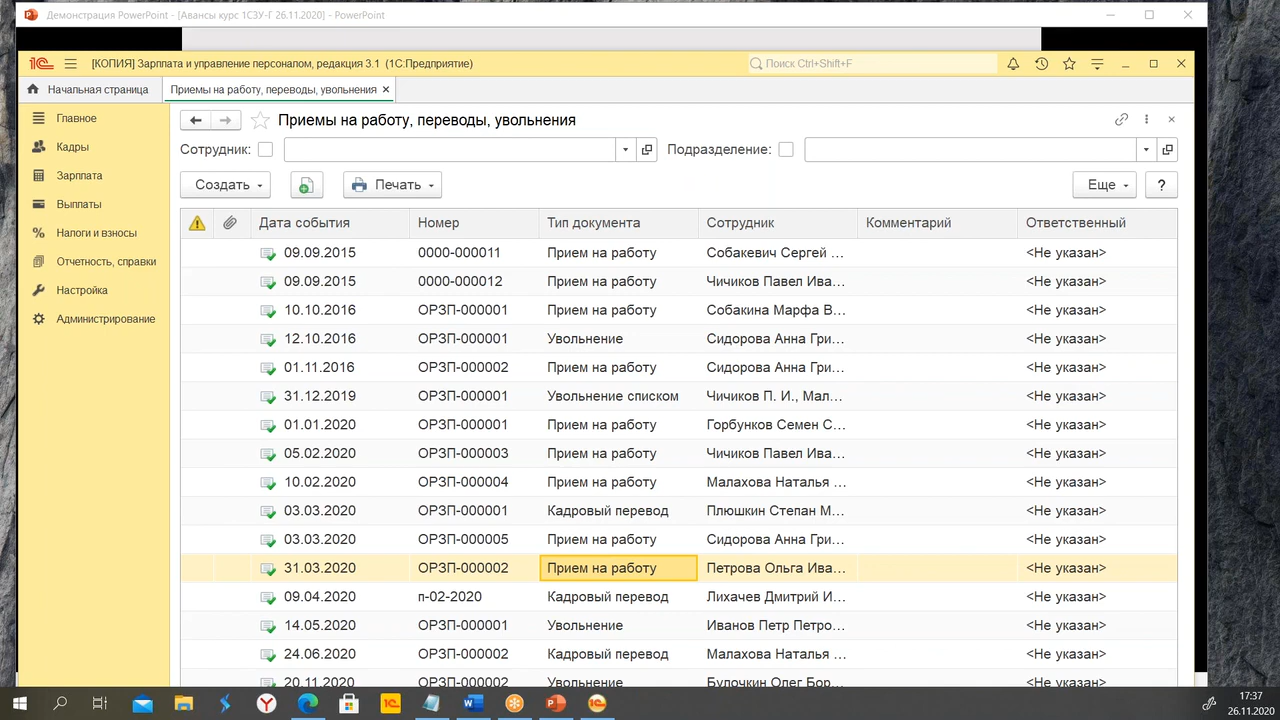 Демонстрация PowerPoint - [Авансы курс 1СЗУ-Г 26.11.2020] - PowerPoint
[КОПИЯ] Зарплата и управление персоналом, редакция 3.1 (1С:Предприятие)
Поиск Ctrl+Shift+F
Начальная страница
Приемы на работу, переводы, увольнения
Главное
Кадры
Зарплата
Выплаты
Налоги и взносы
Отчетность, справки
Настройка
Администрирование
Приемы на работу, переводы, увольнения
Сотрудник: Подразделение:
Создать Печать Еще ?
Дата события Номер Тип документа Сотрудник Комментарий Ответственный
09.09.2015 0000-000011 Прием на работу Собакевич Сергей ... <Не указан>
09.09.2015 0000-000012 Прием на работу Чичиков Павел Ива... <Не указан>
10.10.2016 ОРЗП-000001 Прием на работу Собакина Марфа В... <Не указан>
12.10.2016 ОРЗП-000001 Увольнение Сидорова Анна Гри... <Не указан>
01.11.2016 ОРЗП-000002 Прием на работу Сидорова Анна Гри... <Не указан>
31.12.2019 ОРЗП-000001 Увольнение списком Чичиков П. И., Мал... <Не указан>
01.01.2020 ОРЗП-000001 Прием на работу Горбунков Семен С... <Не указан>
05.02.2020 ОРЗП-000003 Прием на работу Чичиков Павел Ива... <Не указан>
10.02.2020 ОРЗП-000004 Прием на работу Малахова Наталья ... <Не указан>
03.03.2020 ОРЗП-000001 Кадровый перевод Плюшкин Степан М... <Не указан>
03.03.2020 ОРЗП-000005 Прием на работу Сидорова Анна Гри... <Не указан>
31.03.2020 ОРЗП-000002 Прием на работу Петрова Ольга Ива... <Не указан>
09.04.2020 п-02-2020 Кадровый перевод Лихачев Дмитрий И... <Не указан>
14.05.2020 ОРЗП-000001 Увольнение Иванов Петр Петро... <Не указан>
24.06.2020 ОРЗП-000002 Кадровый перевод Малахова Наталья ... <Не указан>
20.11.2020 ОРЗП-000002 Увольнение Булочкин Олег Бор... <Не указан>
17:37
26.11.2020